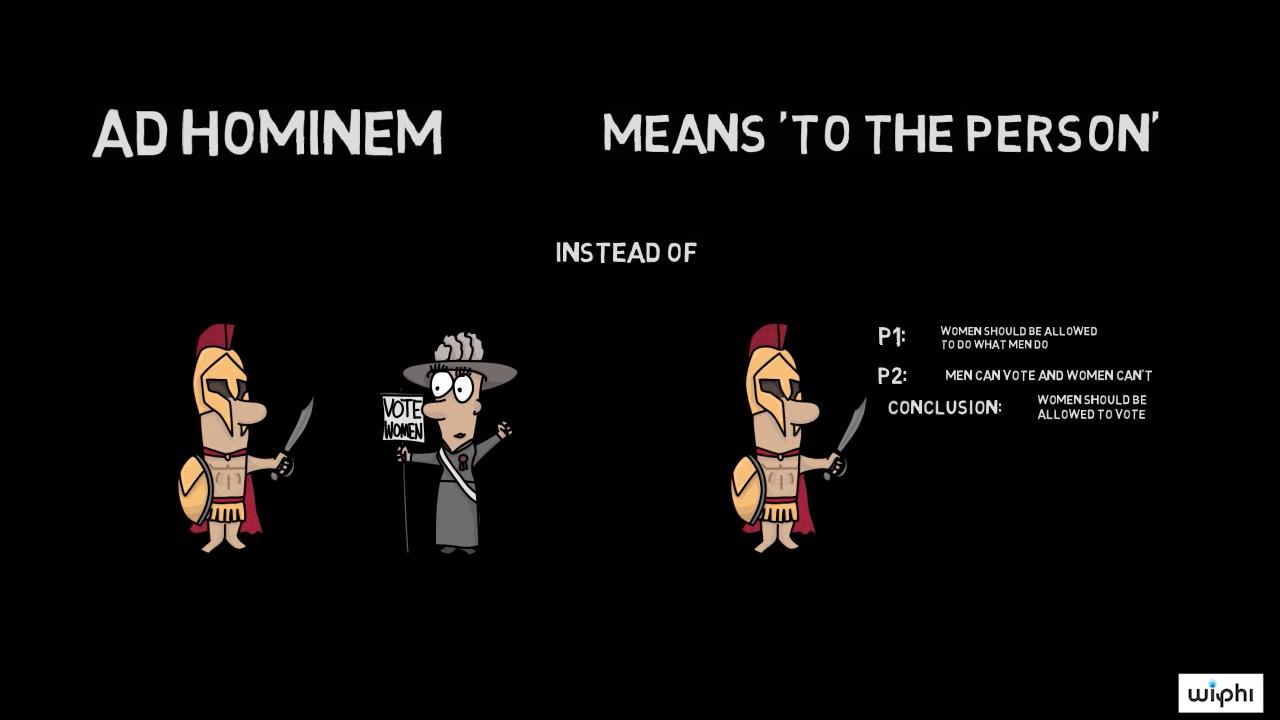 AD HOMINEM
MEANS 'TO THE PERSON'
INSTEAD OF
VOTE
WOMEN
P1:
WOMEN SHOULD BE ALLOWED
TO DO WHAT MEN DO
P2:
MEN CAN VOTE AND WOMEN CAN'T
CONCLUSION:
WOMEN SHOULD BE
ALLOWED TO VOTE
wiphi